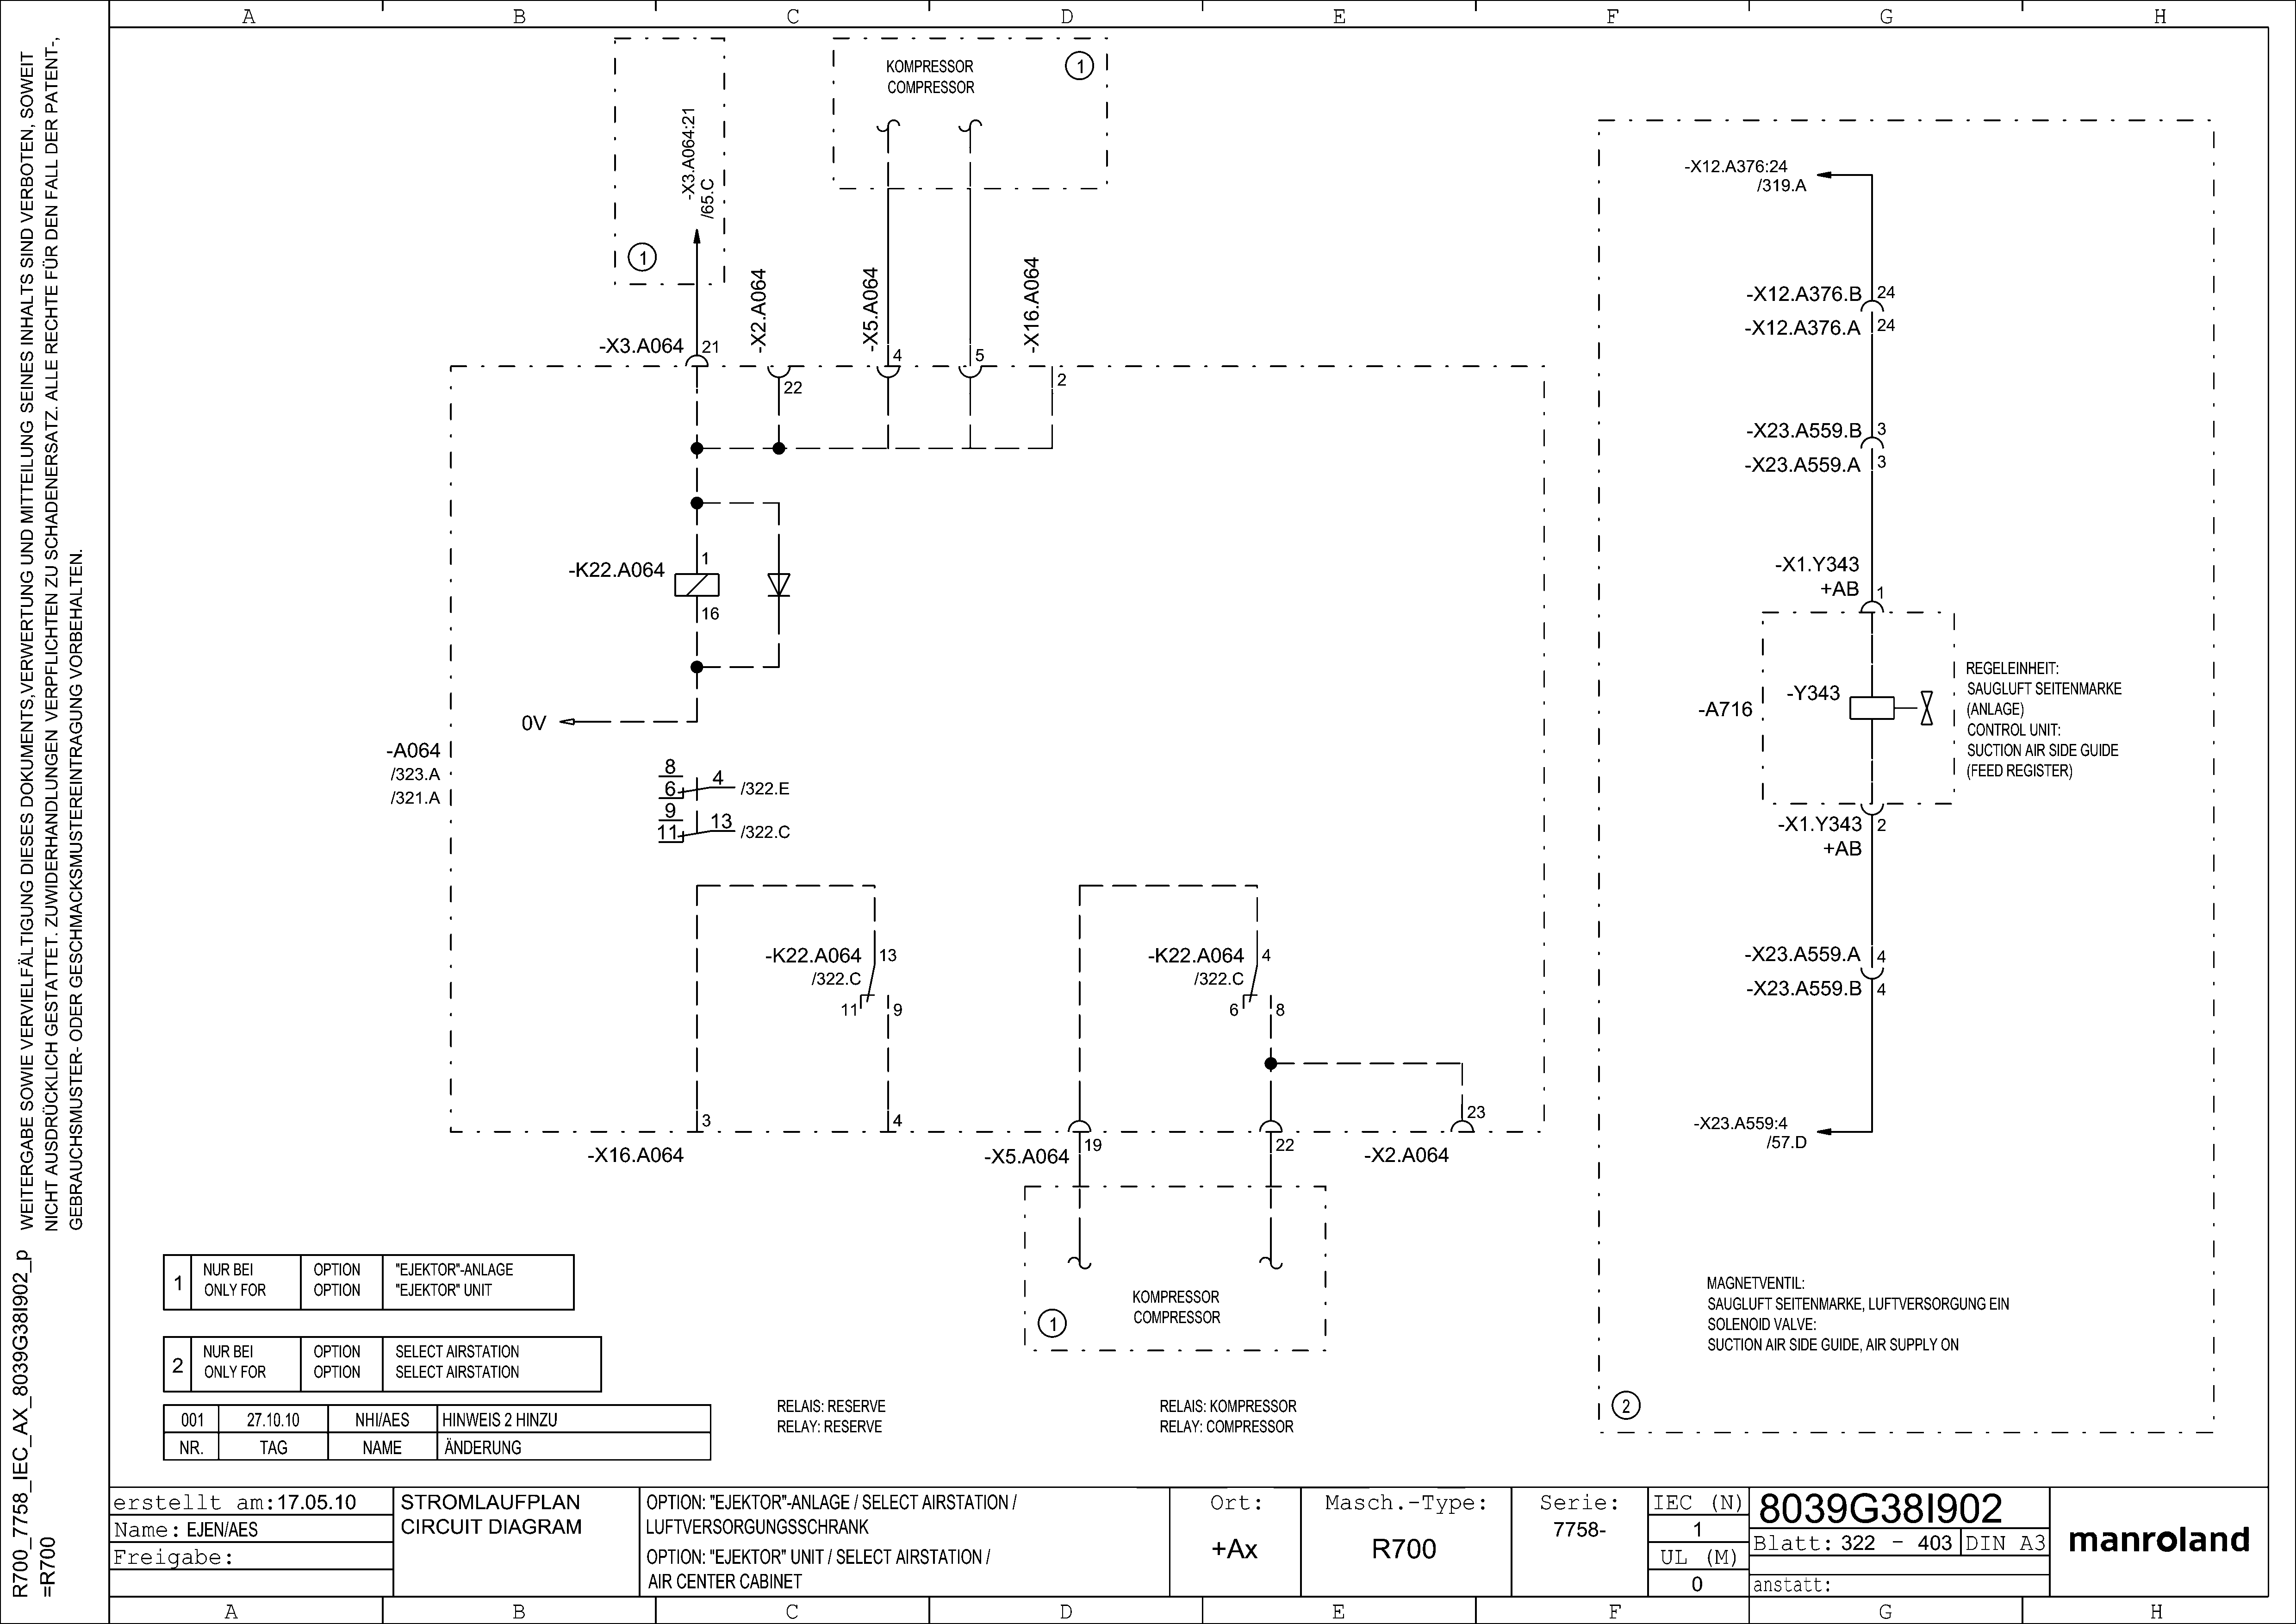 A B C D E F G H
WEITERGABE SOWIE VERVIELFÄLTIGUNG DIESES DOKUMENTS,VERWERTUNG UND MITTEILUNG SEINES INHALTS SIND VERBOTEN, SOWEIT
NICHT AUSDRÜCKLICH GESTATTET. ZUWIDERHANDLUNGEN VERPFLICHTEN ZU SCHADENERSATZ. ALLE RECHTE FÜR DEN FALL DER PATENT-,
GEBRAUCHSMUSTER- ODER GESCHMACKSMUSTEREINTRAGUNG VORBEHALTEN.
R700_7758_IEC_AX_8039G38I902_p
=R700
-X3.A064:21
/65.C
1
KOMPRESSOR
COMPRESSOR
1
-X3.A064
21
-X2.A064
22
-X5.A064
4
5
-X16.A064
2
-K22.A064
1
16
0V
-A064
/323.A
/321.A
8
6
4
/322.E
9
11
13
/322.C
-K22.A064
/322.C
13
11
9
-K22.A064
/322.C
4
6
8
3
4
-X16.A064
-X5.A064
19
22
23
-X2.A064
KOMPRESSOR
COMPRESSOR
1
RELAIS: RESERVE
RELAY: RESERVE
RELAIS: KOMPRESSOR
RELAY: COMPRESSOR
-X12.A376:24
/319.A
-X12.A376.B 24
-X12.A376.A 24
-X23.A559.B 3
-X23.A559.A 3
-X1.Y343
+AB
1
-Y343
-A716
REGELEINHEIT:
SAUGLUFT SEITENMARKE
(ANLAGE)
CONTROL UNIT:
SUCTION AIR SIDE GUIDE
(FEED REGISTER)
-X1.Y343 2
+AB
-X23.A559.A 4
-X23.A559.B 4
-X23.A559:4
/57.D
MAGNETVENTIL:
SAUGLUFT SEITENMARKE, LUFTVERSORGUNG EIN
SOLENOID VALVE:
SUCTION AIR SIDE GUIDE, AIR SUPPLY ON
2
1
NUR BEI OPTION "EJEKTOR"-ANLAGE
ONLY FOR OPTION "EJEKTOR" UNIT
2
NUR BEI OPTION SELECT AIRSTATION
ONLY FOR OPTION SELECT AIRSTATION
001 27.10.10 NHI/AES HINWEIS 2 HINZU
NR. TAG NAME ÄNDERUNG
erstellt am:17.05.10
Name: EJEN/AES
Freigabe:
STROMLAUFPLAN
CIRCUIT DIAGRAM
OPTION: "EJEKTOR"-ANLAGE / SELECT AIRSTATION /
LUFTVERSORGUNGSSCHRANK
OPTION: "EJEKTOR" UNIT / SELECT AIRSTATION /
AIR CENTER CABINET
Ort:
+Ax
Masch.-Type:
R700
Serie:
7758-
IEC (N)
1
UL (M)
0
8039G38I902
Blatt: 322 - 403 DIN A3
anstatt:
manroland
A B C D E F G H